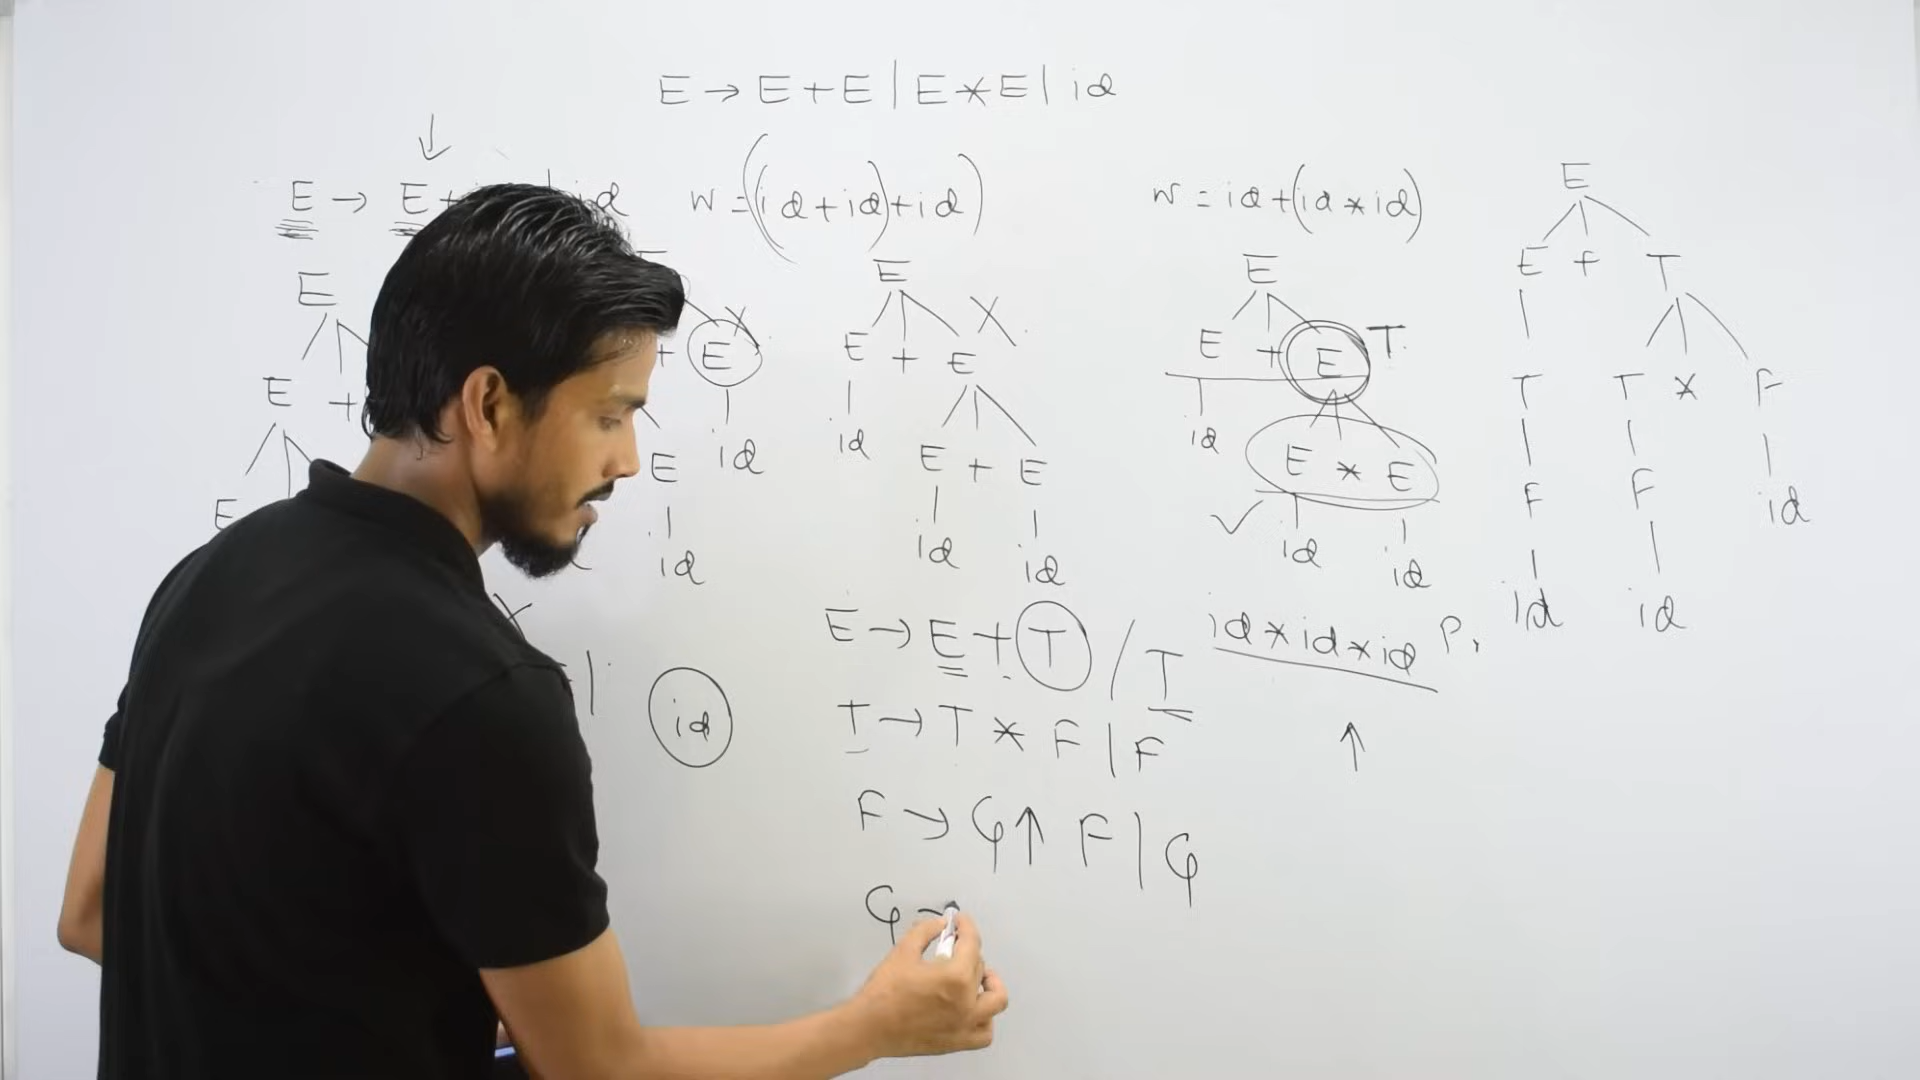 E → E + E | E * E | id
E → E + | id
W = ((id + id) + id)
W = id + (id * id)
E
E +
E
+ E
E id
id
E X
E + E
id E + E
id id
E
E + E T
id E * E
✓ id id
E
E + T
T T * F
F F id
id id
id
E → E + T / T
T → T * F | F
F → G ↑ F | G
G →
id * id * id
↑